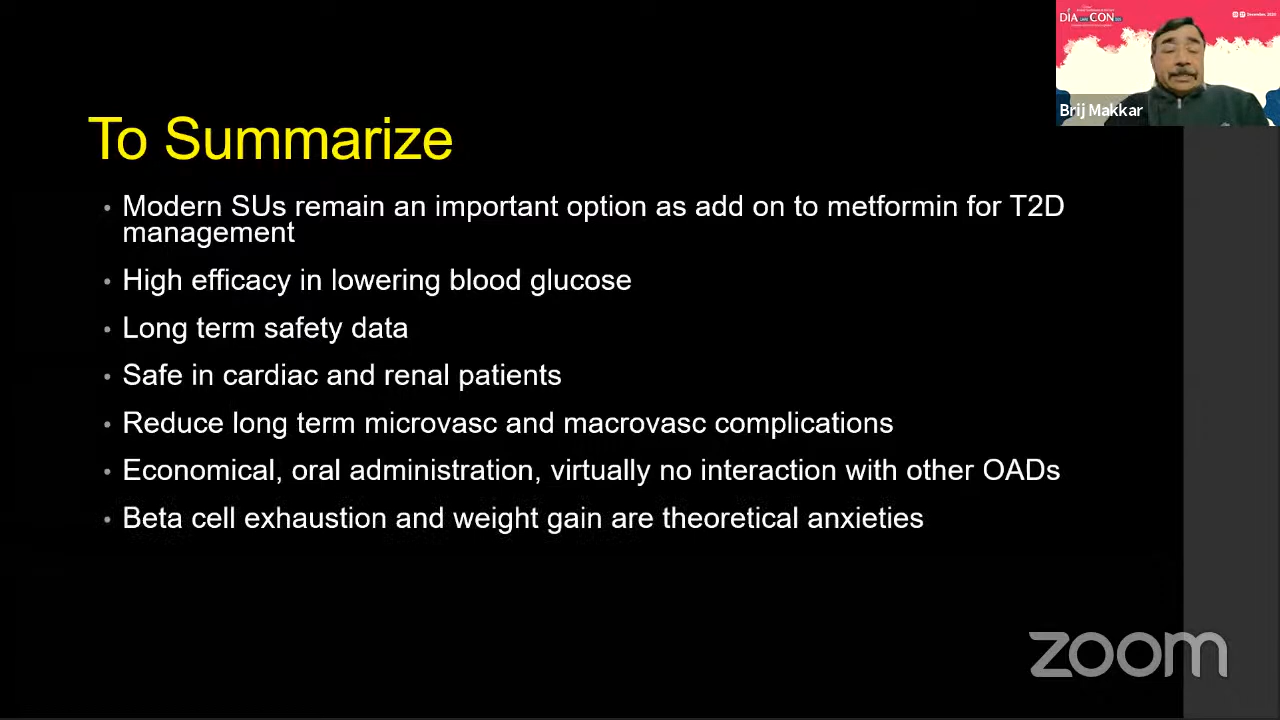 DIA CON
Brij Makkar
To Summarize
• Modern SUs remain an important option as add on to metformin for T2D
management
• High efficacy in lowering blood glucose
• Long term safety data
• Safe in cardiac and renal patients
• Reduce long term microvasc and macrovasc complications
• Economical, oral administration, virtually no interaction with other OADs
• Beta cell exhaustion and weight gain are theoretical anxieties
zoom